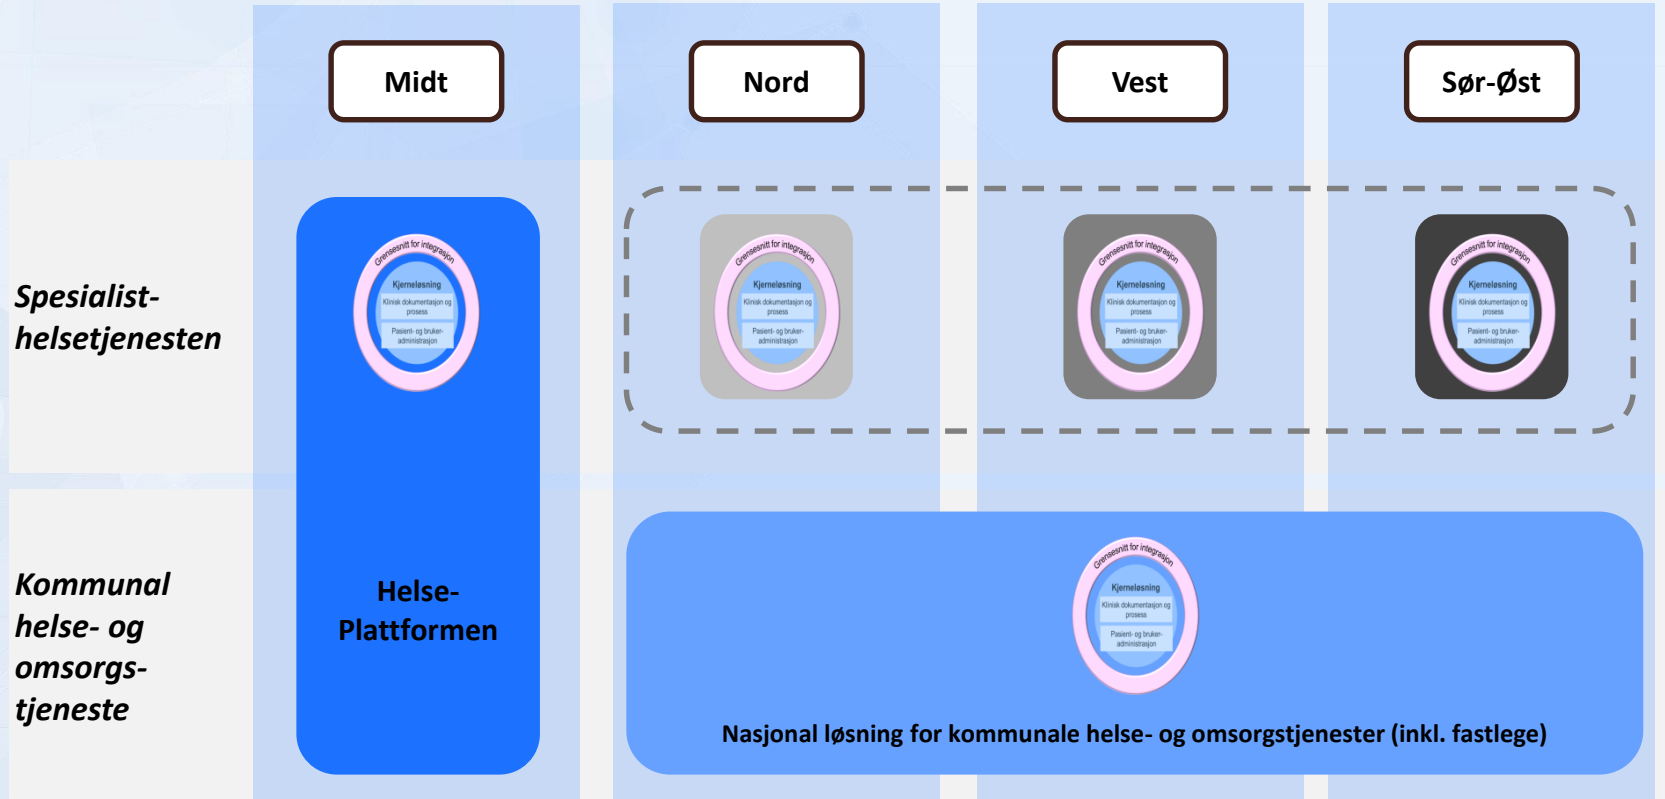 Midt
Nord
Vest
Sør-Øst
Spesialist-
helsetjenesten
Grensesnitt for integrasjon
Kjerneløsning
Klinisk dokumentasjon og
prosess
Pasient- og bruker-
administrasjon
Grensesnitt for integrasjon
Kjerneløsning
Klinisk dokumentasjon og
prosess
Pasient- og bruker-
administrasjon
Grensesnitt for integrasjon
Kjerneløsning
Klinisk dokumentasjon og
prosess
Pasient- og bruker-
administrasjon
Grensesnitt for integrasjon
Kjerneløsning
Klinisk dokumentasjon og
prosess
Pasient- og bruker-
administrasjon
Kommunal
helse- og
omsorgs-
tjeneste
Helse-
Plattformen
Grensesnitt for integrasjon
Kjerneløsning
Klinisk dokumentasjon og
prosess
Pasient- og bruker-
administrasjon
Nasjonal løsning for kommunale helse- og omsorgstjenester (inkl. fastlege)